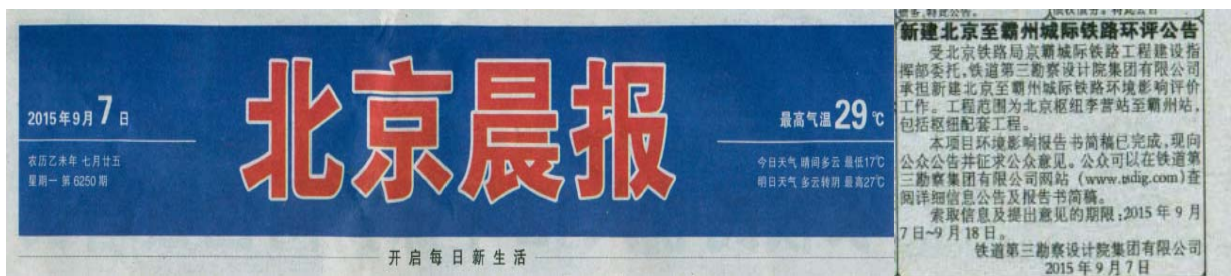 2015年9月7日
农历乙未年 七月廿五
星期一 第6250期
北京晨报
最高气温29℃
今日天气 晴间多云 最低17℃
明日天气 多云转阴 最高27℃
开启每日新生活
新建北京至霸州城际铁路环评公告
受北京铁路局京霸城际铁路工程建设指
挥部委托,铁道第三勘察设计院集团有限公司
承担新建北京至霸州城际铁路环境影响评价
工作。工程范围为北京枢纽李营站至霸州站,
包括枢纽配套工程。
本项目环境影响报告书简稿已完成,现向
公众公告并征求公众意见。公众可以在铁道第
三勘察集团有限公司网站(www.tsdig.com)查
阅详细信息公告及报告书简稿。
索取信息及提出意见的期限:2015年9月
7日~9月18日。
铁道第三勘察设计院集团有限公司
2015年9月7日